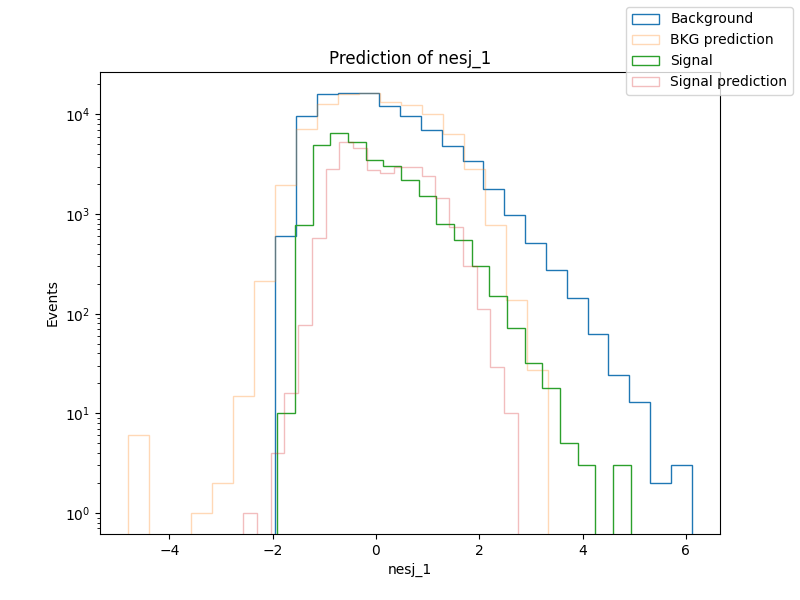 Prediction of nesj_1
Background
BKG prediction
Signal
Signal prediction
Events
10⁴
10³
10²
10¹
10⁰
−4
−2
0
2
4
6
nesj_1